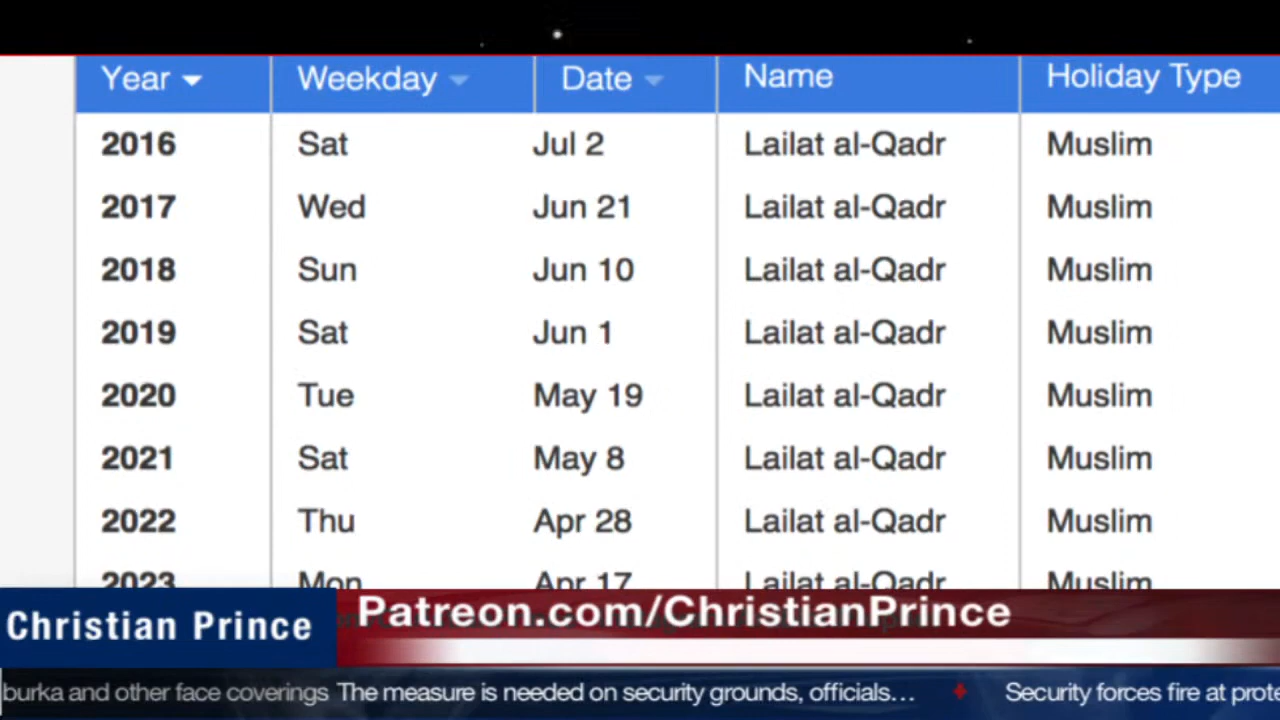 Year Weekday Date Name Holiday Type
2016 Sat Jul 2 Lailat al-Qadr Muslim
2017 Wed Jun 21 Lailat al-Qadr Muslim
2018 Sun Jun 10 Lailat al-Qadr Muslim
2019 Sat Jun 1 Lailat al-Qadr Muslim
2020 Tue May 19 Lailat al-Qadr Muslim
2021 Sat May 8 Lailat al-Qadr Muslim
2022 Thu Apr 28 Lailat al-Qadr Muslim
2023 Mon Apr 17 Lailat al-Qadr Muslim
Christian Prince Patreon.com/ChristianPrince
burka and other face coverings The measure is needed on security grounds, officials... Security forces fire at prote